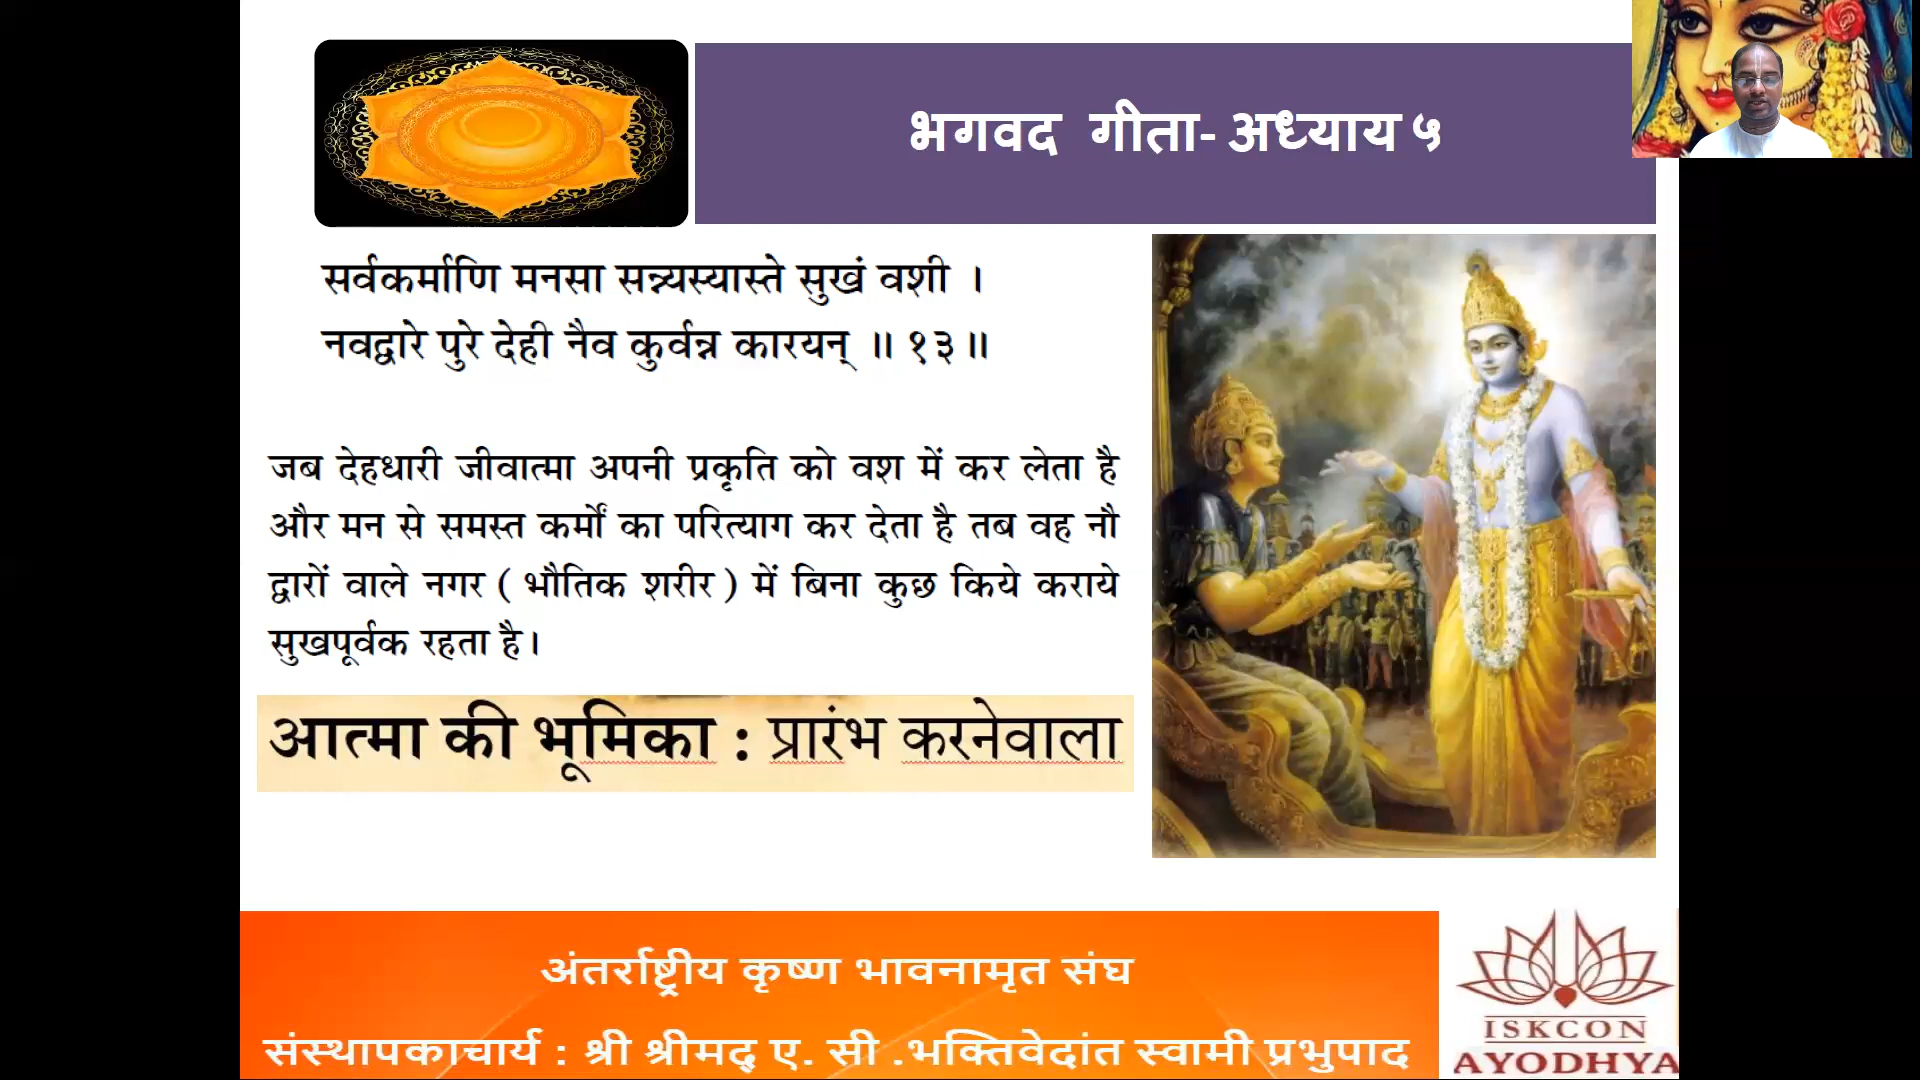 भगवद गीता- अध्याय ५
सर्वकर्माणि मनसा सन्न्यस्यास्ते सुखं वशी ।
नवद्वारे पुरे देही नैव कुर्वन्न कारयन् ॥ १३॥
जब देहधारी जीवात्मा अपनी प्रकृति को वश में कर लेता है
और मन से समस्त कर्मों का परित्याग कर देता है तब वह नौ
द्वारों वाले नगर ( भौतिक शरीर ) में बिना कुछ किये कराये
सुखपूर्वक रहता है।
आत्मा की भूमिका : प्रारंभ करनेवाला
अंतर्राष्ट्रीय कृष्ण भावनामृत संघ
संस्थापकाचार्य : श्री श्रीमद् ए. सी .भक्तिवेदांत स्वामी प्रभुपाद
ISKCON
AYODHYA